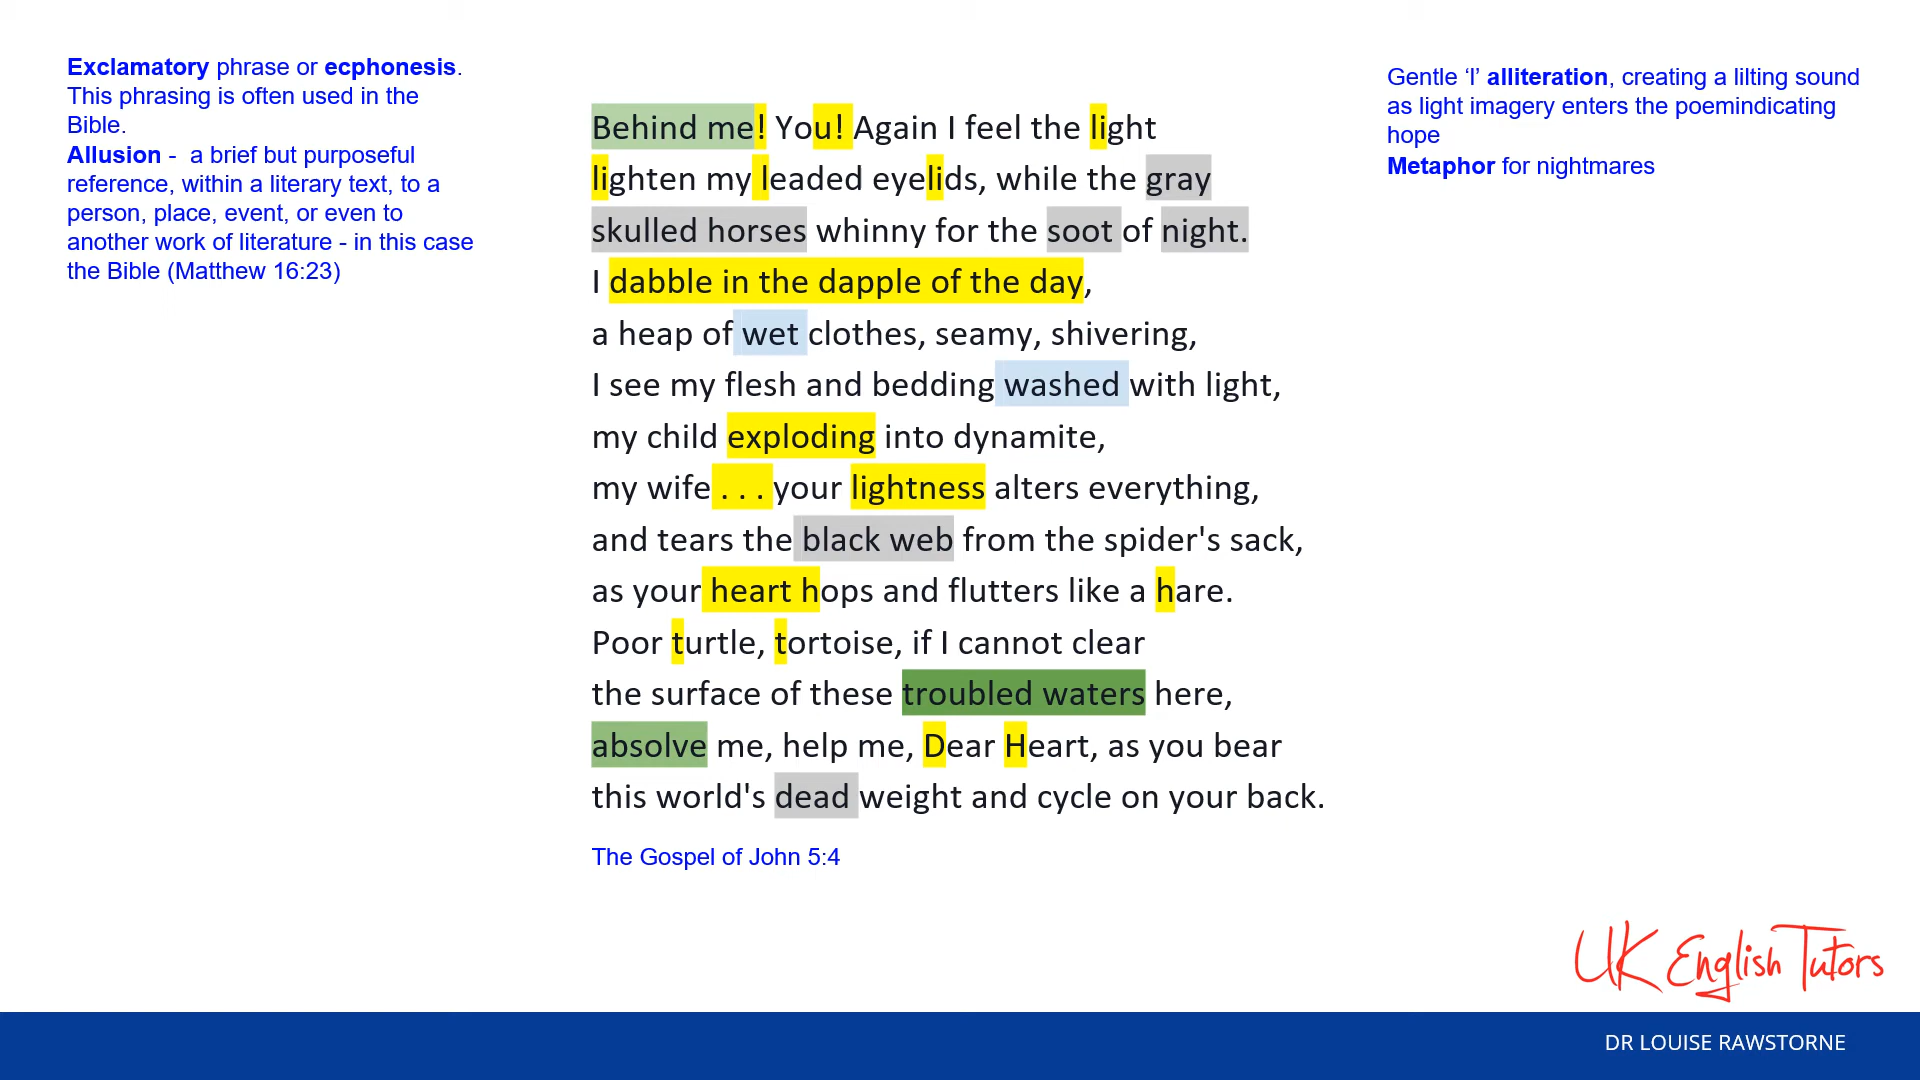 Exclamatory phrase or ecphonesis.
This phrasing is often used in the
Bible.
Allusion - a brief but purposeful
reference, within a literary text, to a
person, place, event, or even to
another work of literature - in this case
the Bible (Matthew 16:23)
Behind me! You! Again I feel the light
lighten my leaded eyelids, while the gray
skulled horses whinny for the soot of night.
I dabble in the dapple of the day,
a heap of wet clothes, seamy, shivering,
I see my flesh and bedding washed with light,
my child exploding into dynamite,
my wife . . . your lightness alters everything,
and tears the black web from the spider's sack,
as your heart hops and flutters like a hare.
Poor turtle, tortoise, if I cannot clear
the surface of these troubled waters here,
absolve me, help me, Dear Heart, as you bear
this world's dead weight and cycle on your back.
The Gospel of John 5:4
Gentle ‘l’ alliteration, creating a lilting sound
as light imagery enters the poemindicating
hope
Metaphor for nightmares
UK English Tutors
DR LOUISE RAWSTORNE